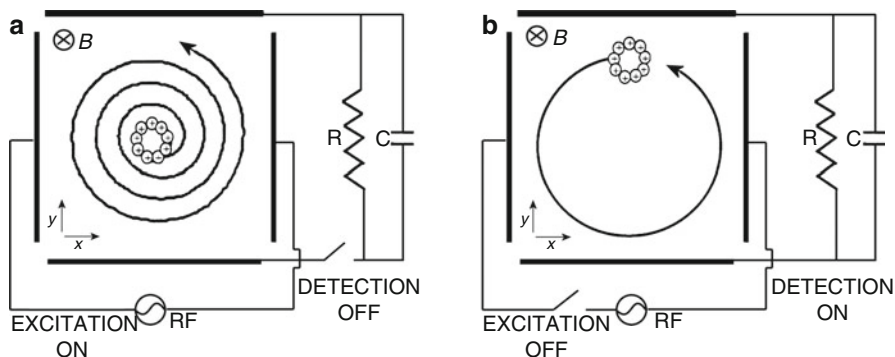 a
B
+ + + + + + + + +
R
C
y
x
DETECTION
OFF
EXCITATION
ON
RF
b
B
+ + + + + + + + +
R
C
y
x
DETECTION
ON
EXCITATION
OFF
RF